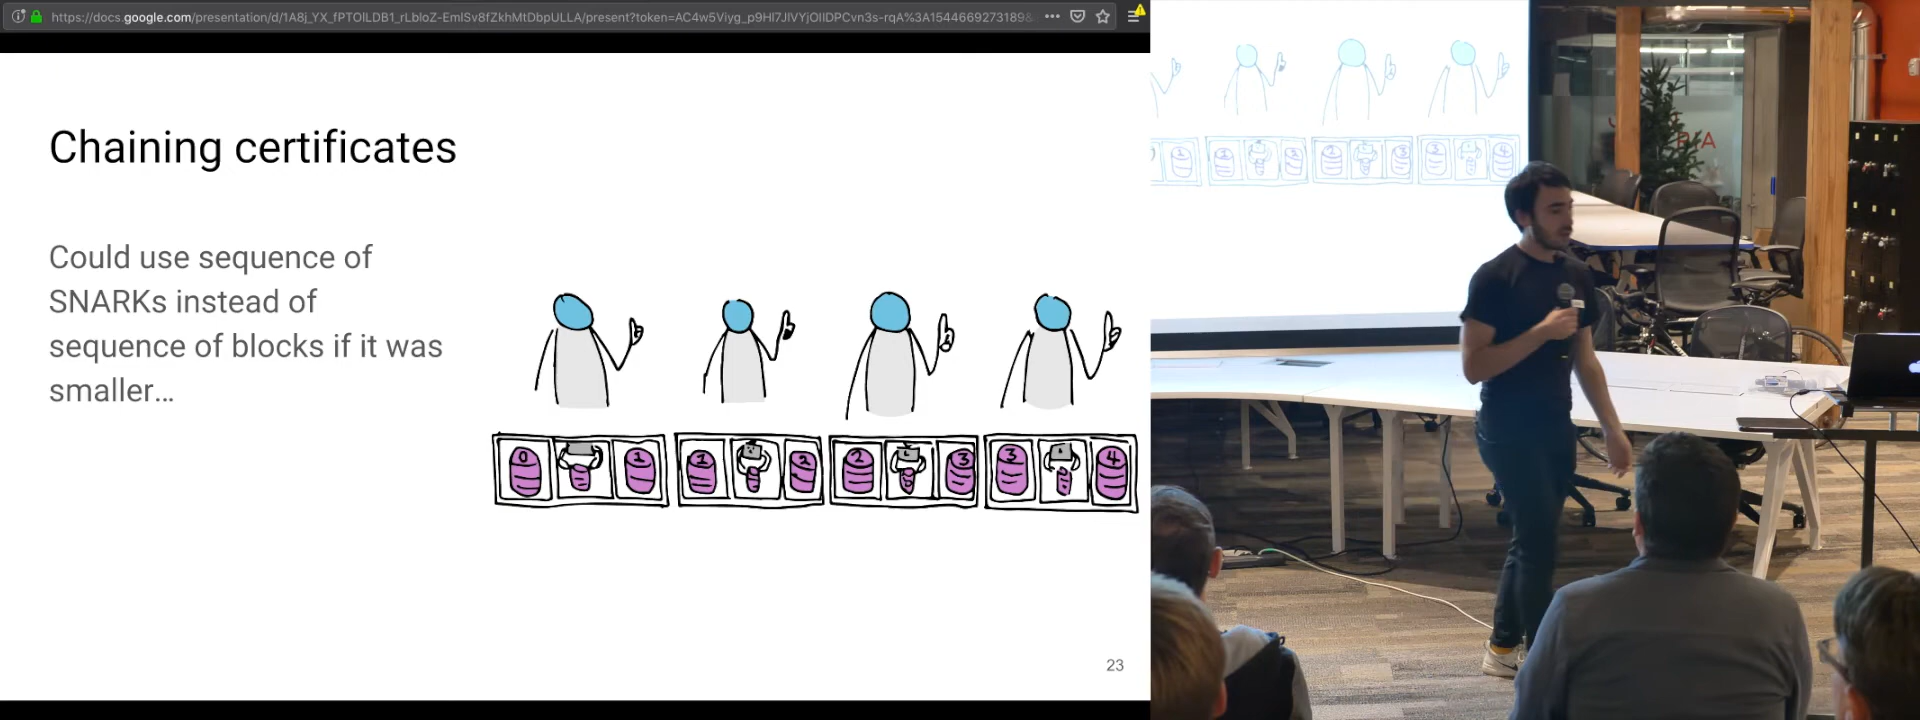 https://docs.google.com/presentation/d/1A8j_YX_fPTOILDB1_rLbloZ-EmlSv8fZkhMtDbpULLA/present?token=AC4w5Viyg_p9Hl7JlVYjOIIDPCvn3s-rqA%3A1544669273189&
Chaining certificates
Could use sequence of
SNARKs instead of
sequence of blocks if it was
smaller...
0 1 1 2 2 3 3 4
23